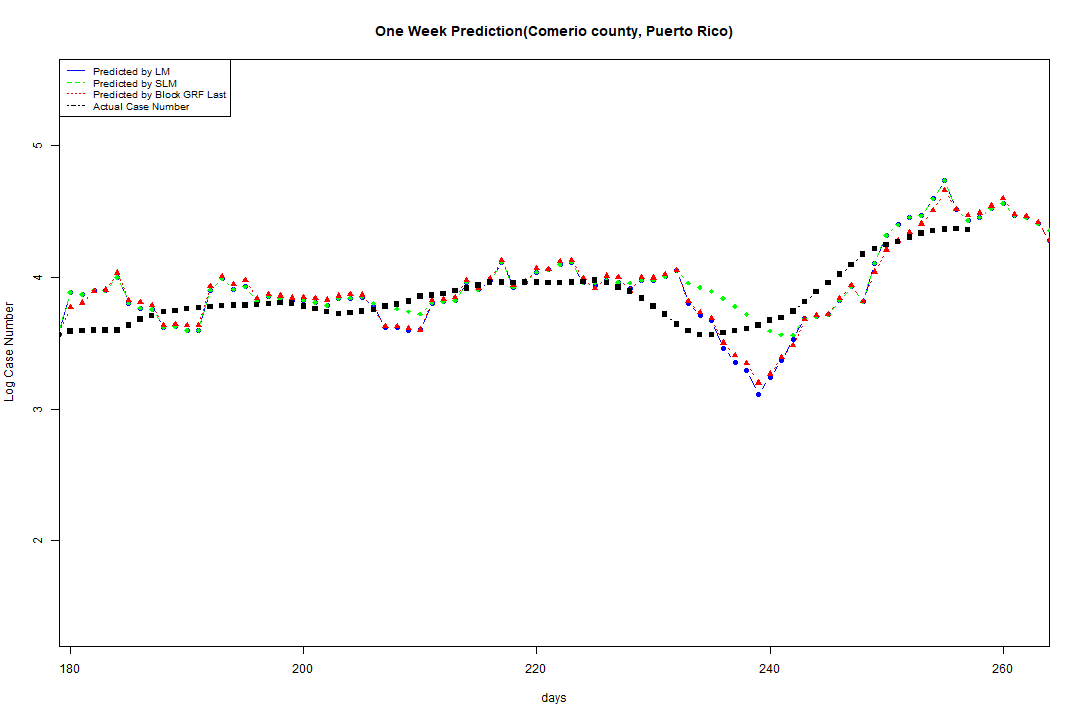 One Week Prediction(Comerio county, Puerto Rico)
Predicted by LM
Predicted by SLM
Predicted by Block GRF Last
Actual Case Number
5
4
3
2
Log Case Number
180 200 220 240 260
days